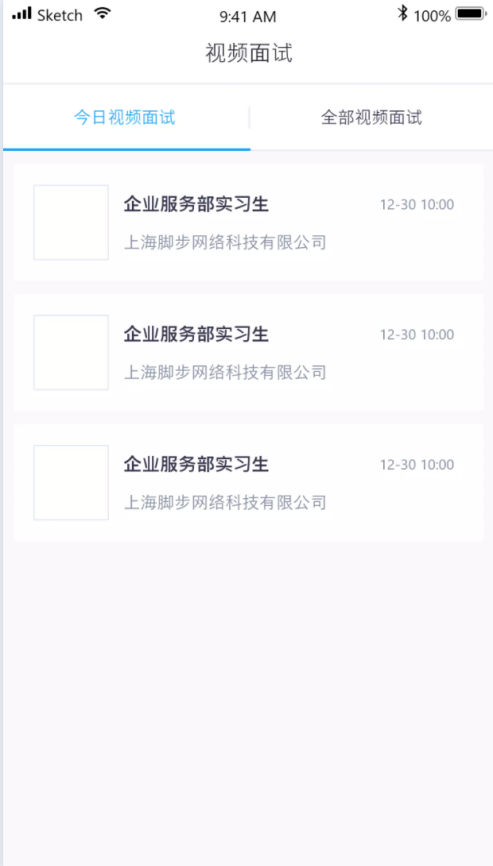 Sketch 9:41 AM 100%
视频面试
今日视频面试 全部视频面试
企业服务部实习生 12-30 10:00
上海脚步网络科技有限公司
企业服务部实习生 12-30 10:00
上海脚步网络科技有限公司
企业服务部实习生 12-30 10:00
上海脚步网络科技有限公司